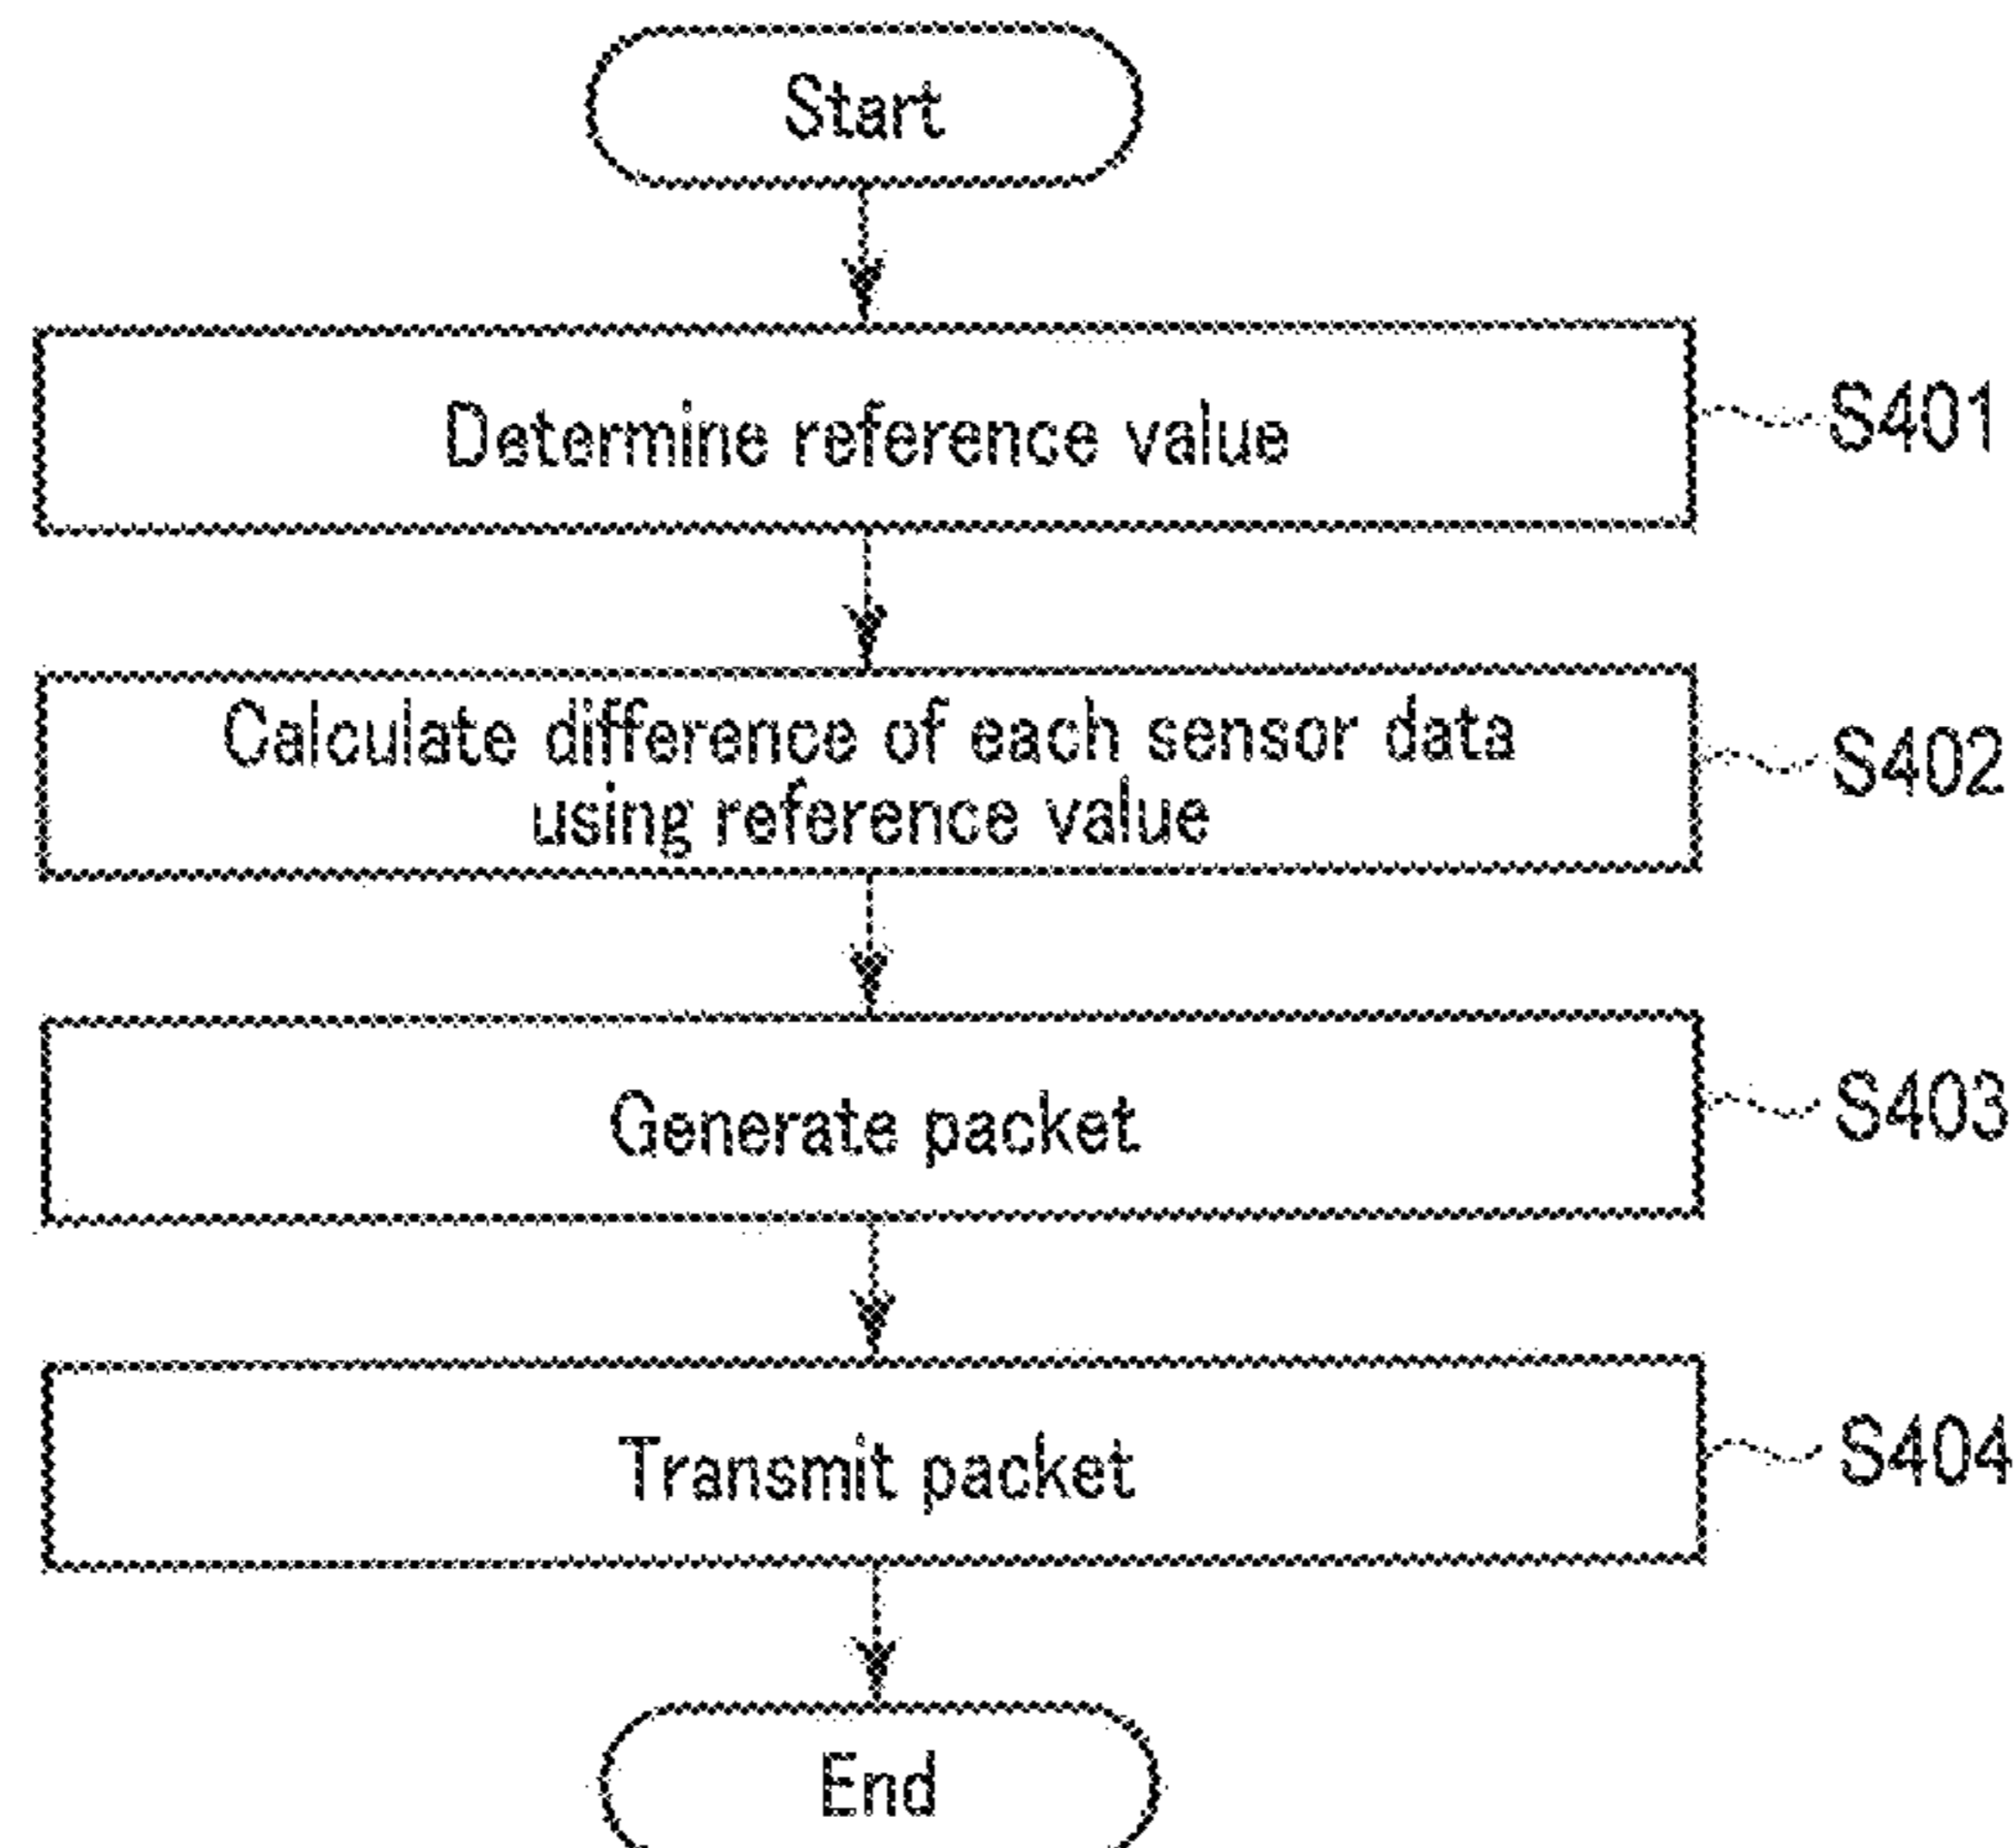 Start
Determine reference value
S401
Calculate difference of each sensor data
using reference value
S402
Generate packet
S403
Transmit packet
S404
End